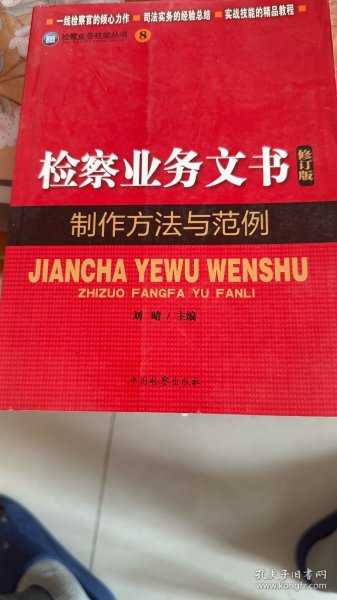 ■一线检察官的倾心力作 ■司法实务的经验总结 ■实战技能的精品教程
检察业务技能丛书 8
检察业务文书 修订版
制作方法与范例
JIANCHA YEWU WENSHU
ZHIZUO FANGFA YU FANLI
刘 晴 / 主编
中国检察出版社
孔夫子旧书网
kongfz.com